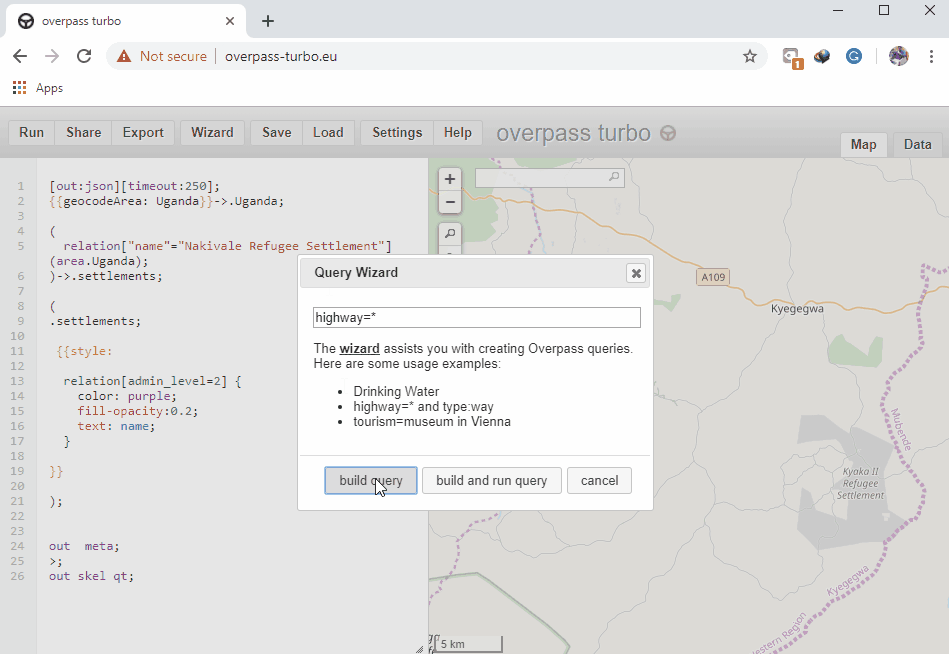 overpass turbo
Not secure | overpass-turbo.eu
1
Apps
Run Share Export Wizard Save Load Settings Help overpass turbo Map Data
1 [out:json][timeout:250];
2 {{geocodeArea: Uganda}}->.Uganda;
3
4 (
5 relation["name"="Nakivale Refugee Settlement"]
(area.Uganda);
6 )->.settlements;
7
8 (
9 .settlements;
10
11 {{style:
12
13 relation[admin_level=2] {
14 color: purple;
15 fill-opacity:0.2;
16 text: name;
17 }
18
19 }}
20
21 );
22
23
24 out meta;
25 >;
26 out skel qt;
+
−
Query Wizard
highway=*
The wizard assists you with creating Overpass queries.
Here are some usage examples:
• Drinking Water
• highway=* and type:way
• tourism=museum in Vienna
build query build and run query cancel
A109
Kyegegwa
Mubende
Kyaka II
Refugee
Settlement
Kyegegwa
estern Region
5 km